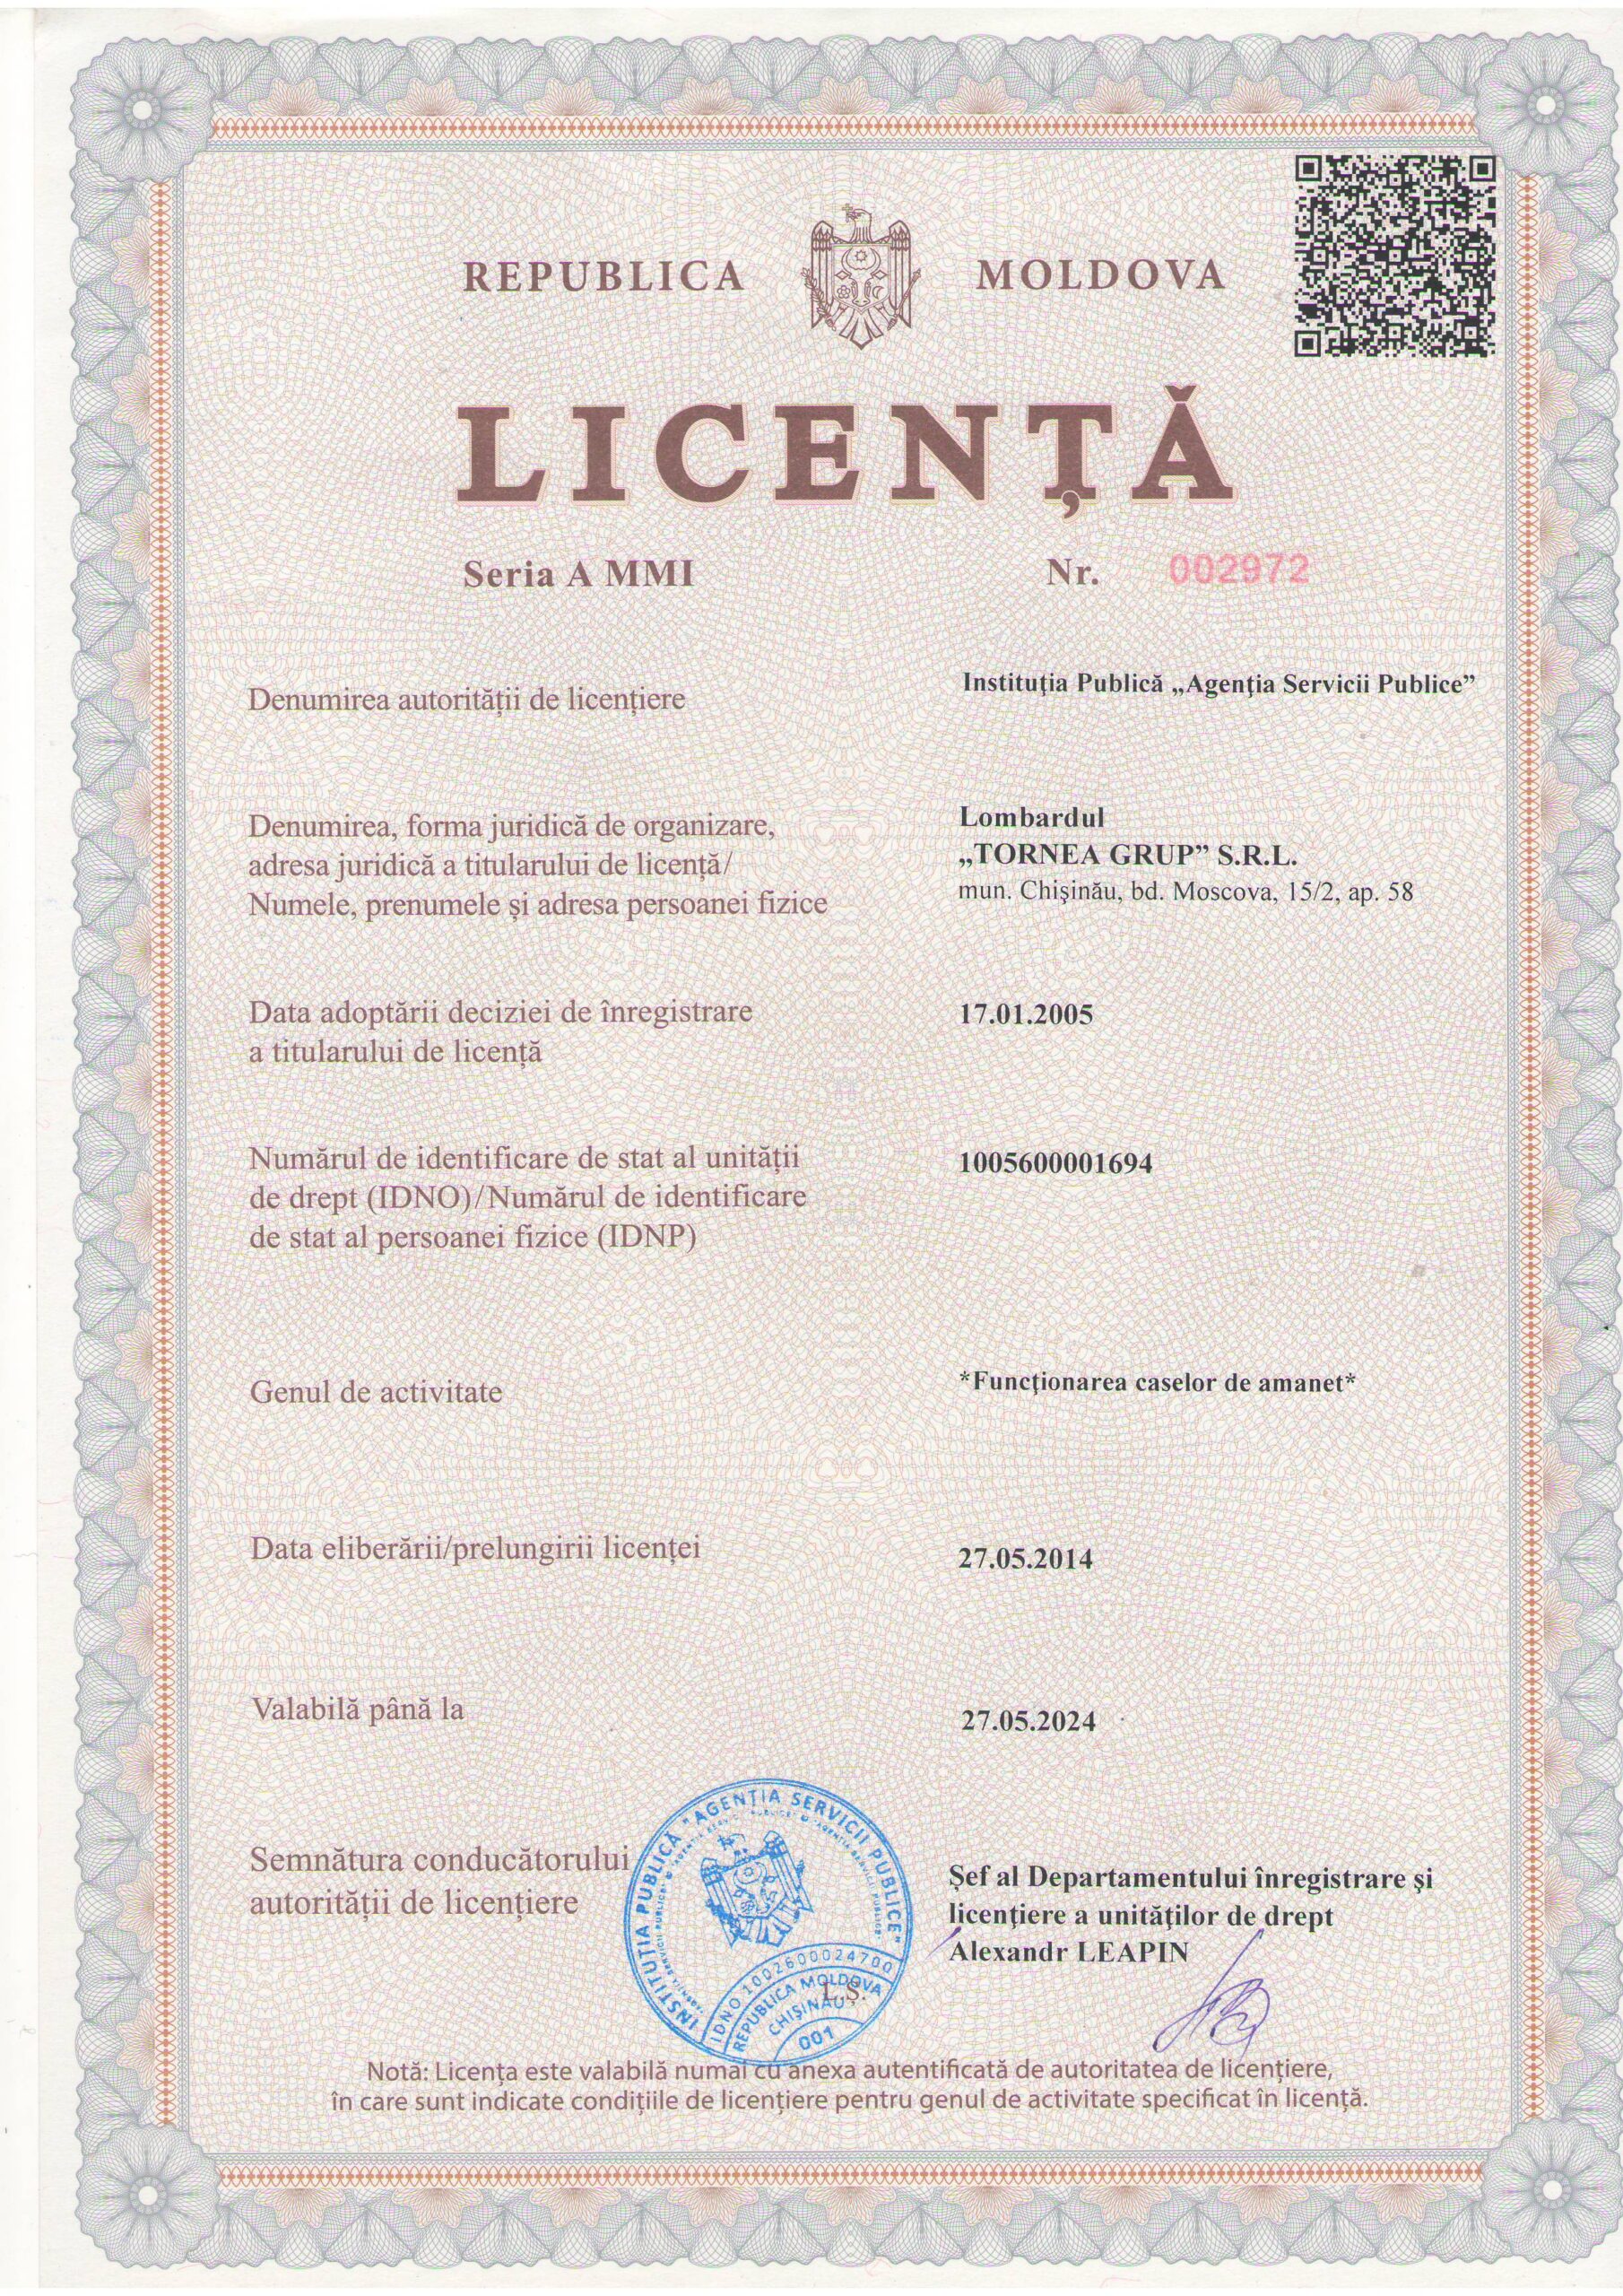 REPUBLICA MOLDOVA
LICENȚĂ
Seria A MMI Nr. 002972
Denumirea autorității de licențiere
Instituţia Publică „Agenţia Servicii Publice”
Denumirea, forma juridică de organizare,
adresa juridică a titularului de licență/
Numele, prenumele și adresa persoanei fizice
Lombardul
„TORNEA GRUP” S.R.L.
mun. Chişinău, bd. Moscova, 15/2, ap. 58
Data adoptării deciziei de înregistrare
a titularului de licență
17.01.2005
Numărul de identificare de stat al unității
de drept (IDNO)/Numărul de identificare
de stat al persoanei fizice (IDNP)
1005600001694
Genul de activitate
*Funcţionarea caselor de amanet*
Data eliberării/prelungirii licenței
27.05.2014
Valabilă până la
27.05.2024
Semnătura conducătorului
autorității de licențiere
INSTITUȚIA PUBLICĂ "AGENȚIA SERVICII PUBLICE"
IDNO 1002600024700
REPUBLICA MOLDOVA
CHIȘINĂU
001
L.Ș.
Șef al Departamentului înregistrare şi
licenţiere a unităţilor de drept
Alexandr LEAPIN
Notă: Licența este valabilă numai cu anexa autentificată de autoritatea de licențiere,
în care sunt indicate condițiile de licențiere pentru genul de activitate specificat în licență.